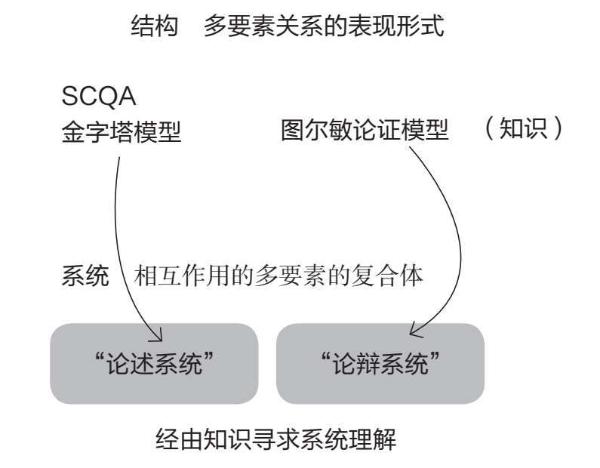 结构 多要素关系的表现形式
SCQA
金字塔模型
图尔敏论证模型 （知识）
系统 相互作用的多要素的复合体
“论述系统”
“论辩系统”
经由知识寻求系统理解